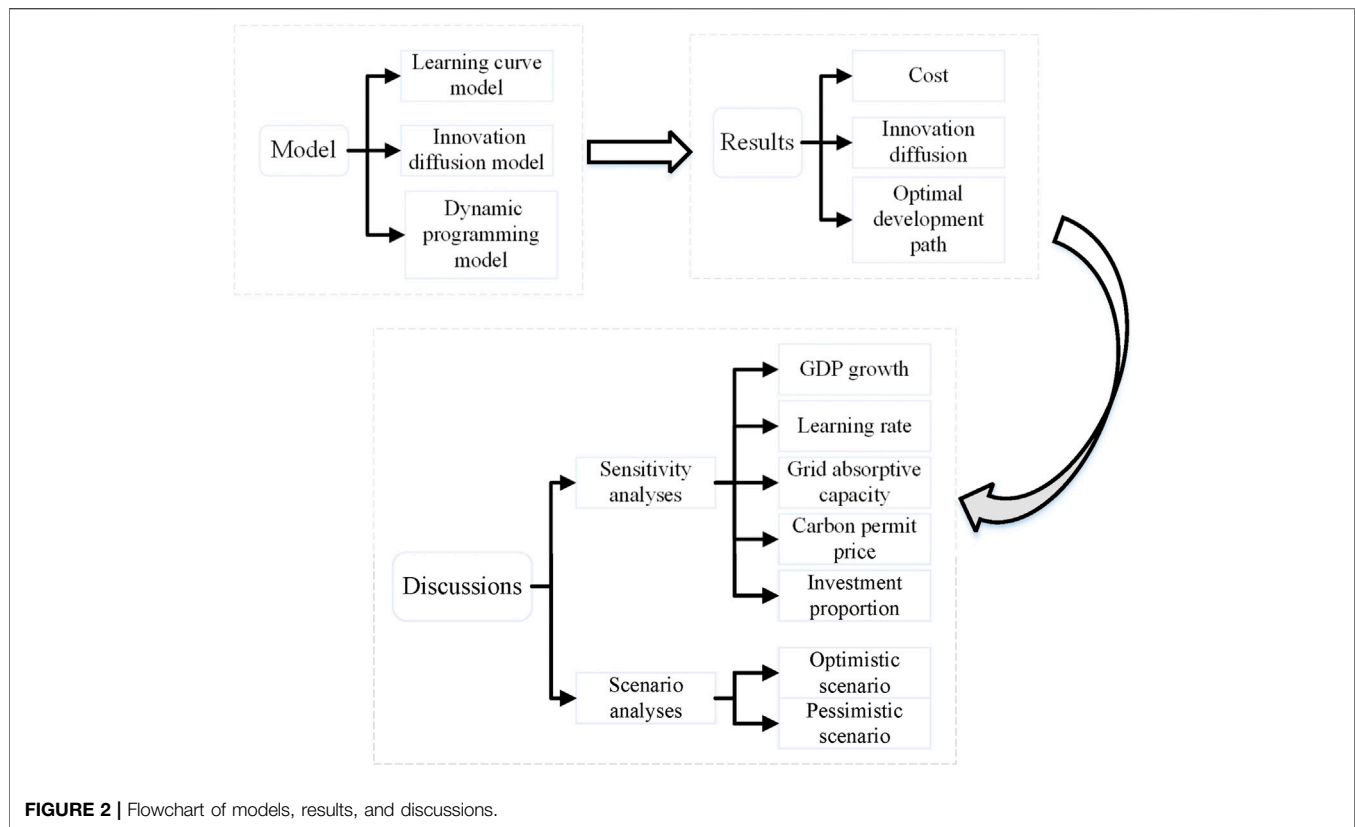 Model
Learning curve
model
Innovation
diffusion model
Dynamic
programming
model
Results
Cost
Innovation
diffusion
Optimal
development
path
Discussions
Sensitivity
analyses
GDP growth
Learning rate
Grid absorptive
capacity
Carbon permit
price
Investment
proportion
Scenario
analyses
Optimistic
scenario
Pessimistic
scenario
FIGURE 2 | Flowchart of models, results, and discussions.